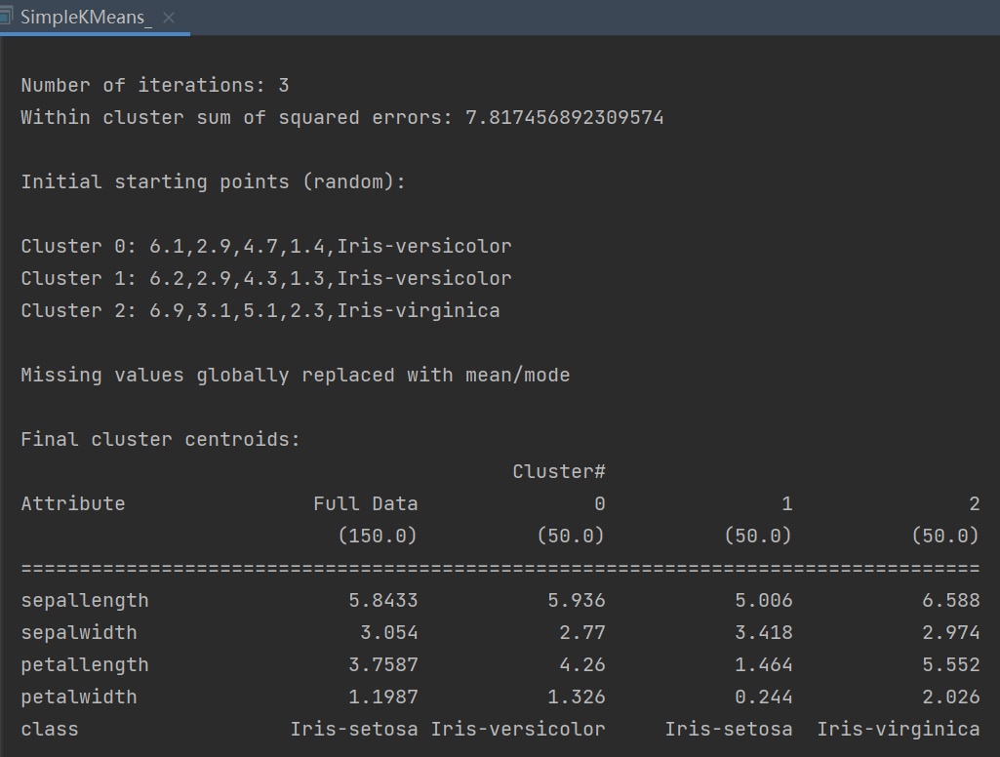 SimpleKMeans_
Number of iterations: 3
Within cluster sum of squared errors: 7.817456892309574
Initial starting points (random):
Cluster 0: 6.1,2.9,4.7,1.4,Iris-versicolor
Cluster 1: 6.2,2.9,4.3,1.3,Iris-versicolor
Cluster 2: 6.9,3.1,5.1,2.3,Iris-virginica
Missing values globally replaced with mean/mode
Final cluster centroids:
Cluster#
Attribute Full Data 0 1 2
(150.0) (50.0) (50.0) (50.0)
==================================================================================
sepallength 5.8433 5.936 5.006 6.588
sepalwidth 3.054 2.77 3.418 2.974
petallength 3.7587 4.26 1.464 5.552
petalwidth 1.1987 1.326 0.244 2.026
class Iris-setosa Iris-versicolor Iris-setosa Iris-virginica